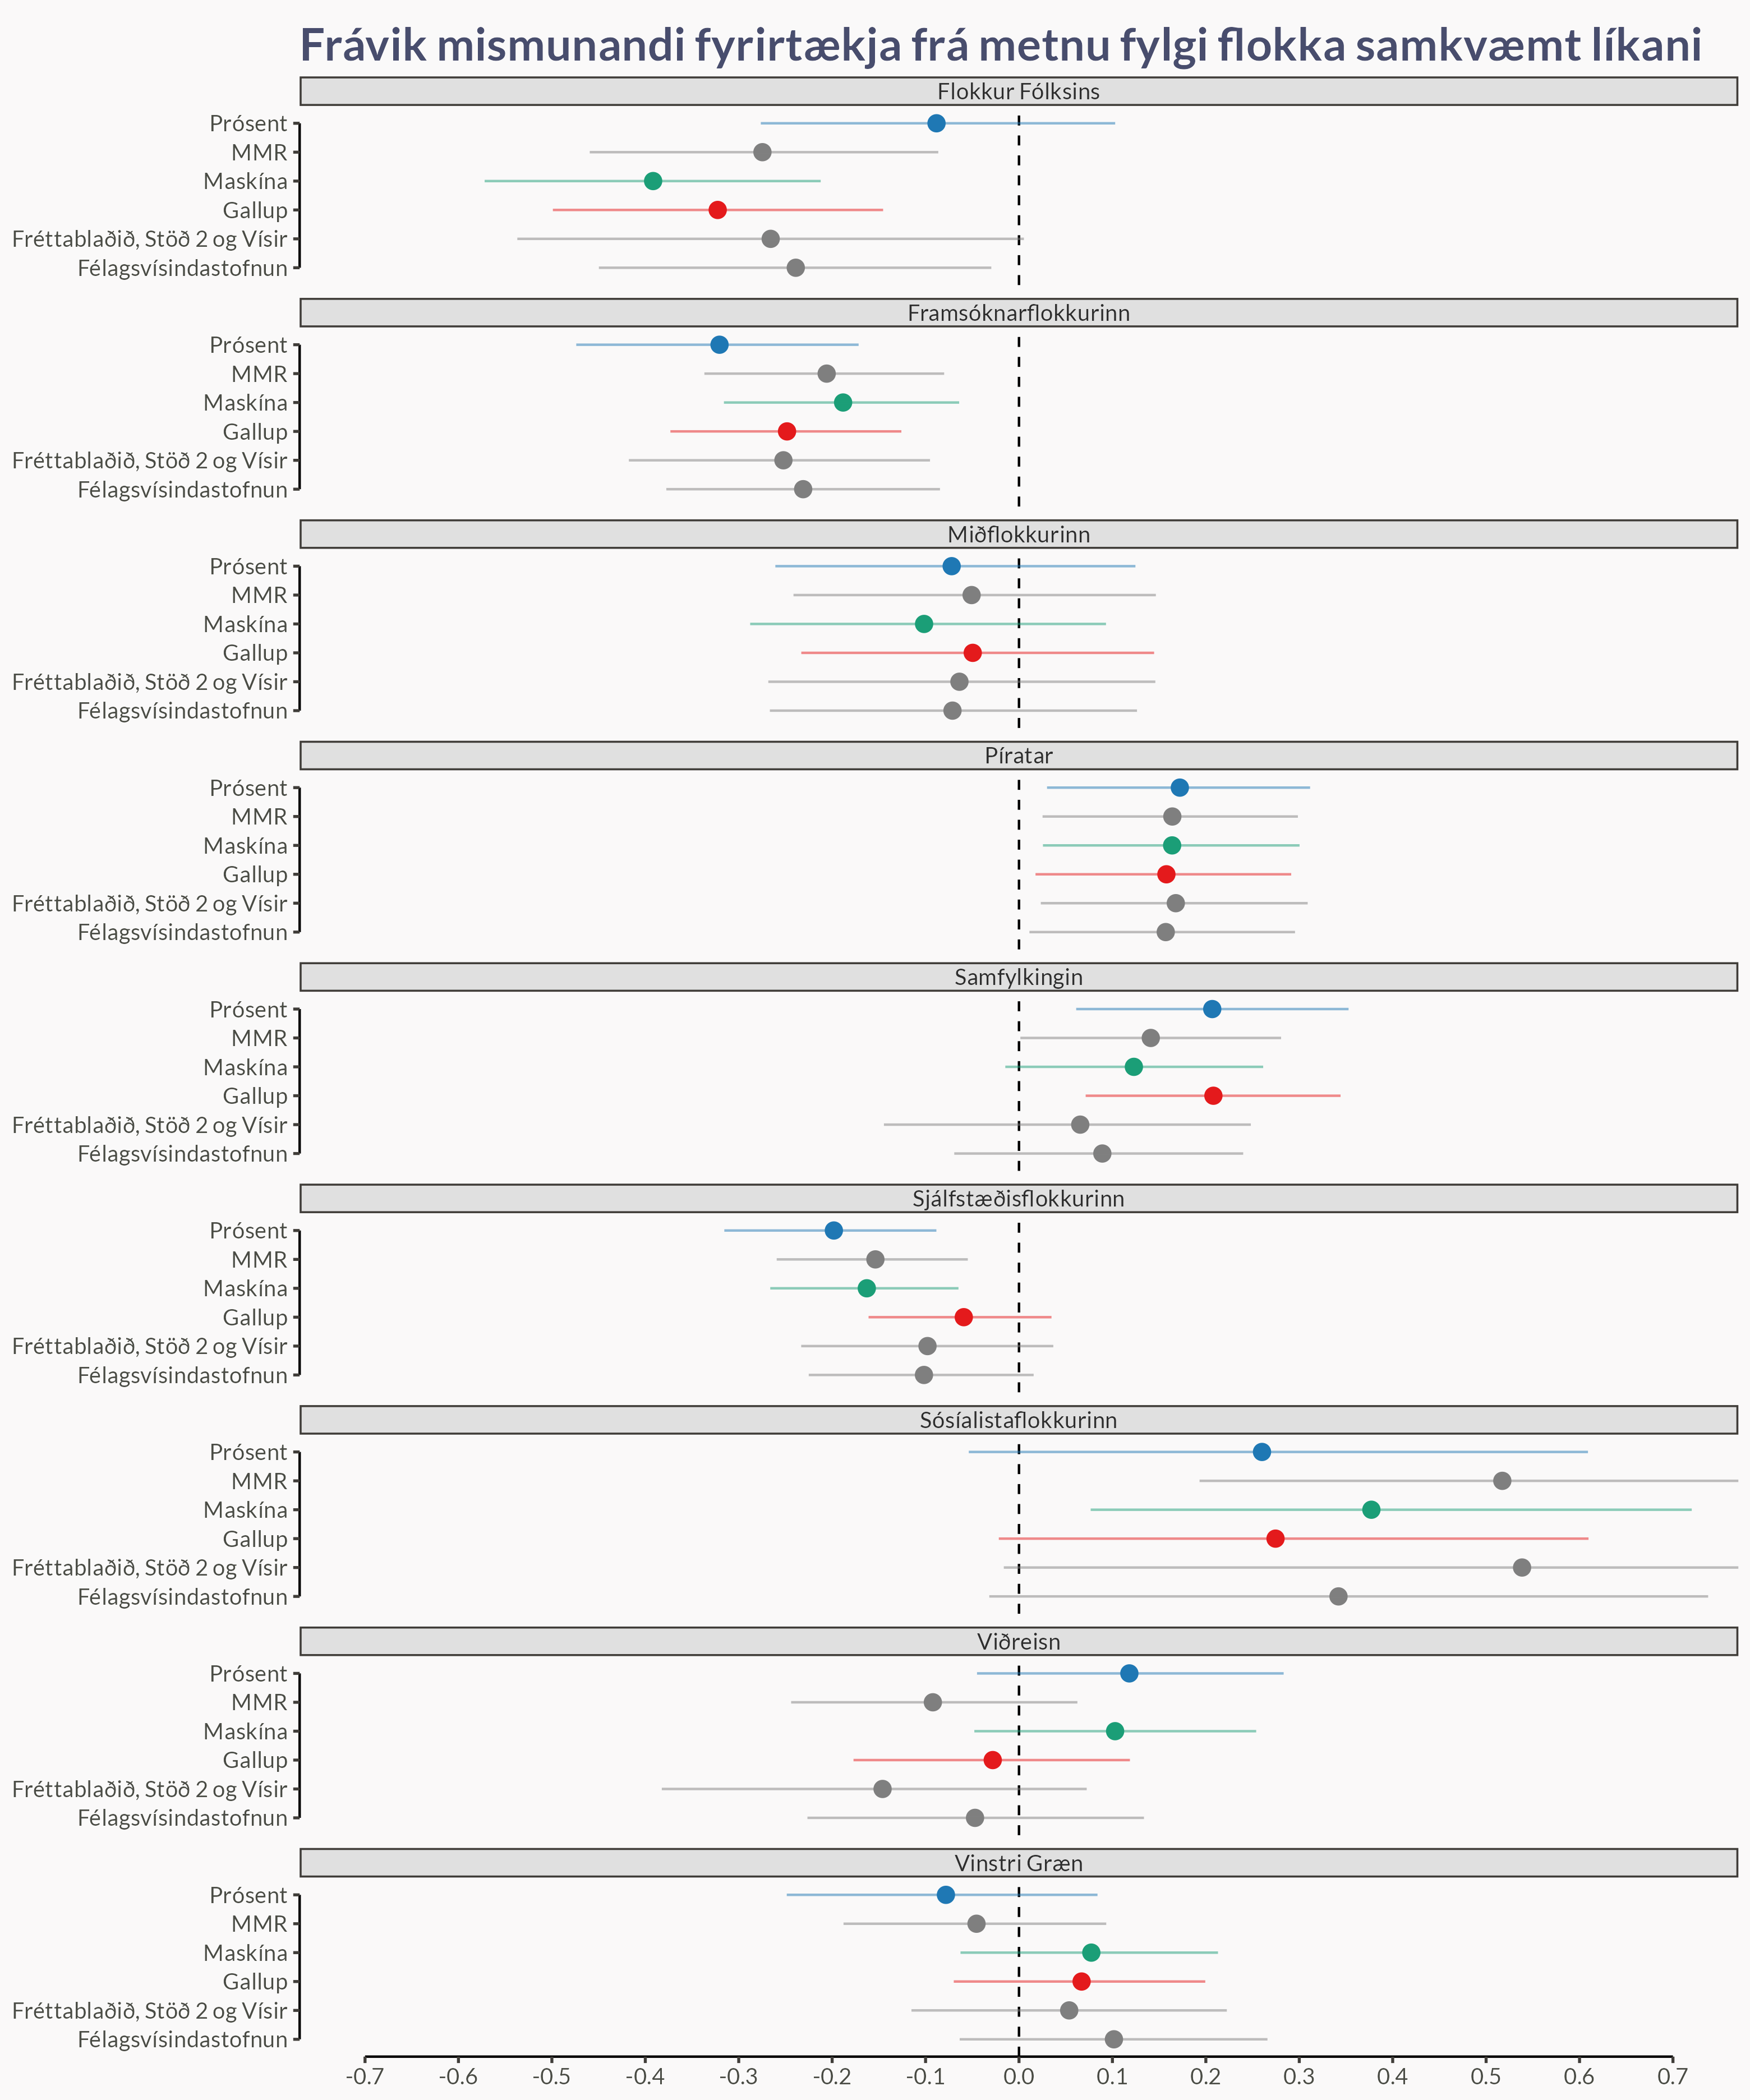 Frávik mismunandi fyrirtækja frá metnu fylgi flokka samkvæmt líkani
Flokkur Fólksins
Prósent
MMR
Maskína
Gallup
Fréttablaðið, Stöð 2 og Vísir
Félagsvísindastofnun
Framsóknarflokkurinn
Prósent
MMR
Maskína
Gallup
Fréttablaðið, Stöð 2 og Vísir
Félagsvísindastofnun
Miðflokkurinn
Prósent
MMR
Maskína
Gallup
Fréttablaðið, Stöð 2 og Vísir
Félagsvísindastofnun
Píratar
Prósent
MMR
Maskína
Gallup
Fréttablaðið, Stöð 2 og Vísir
Félagsvísindastofnun
Samfylkingin
Prósent
MMR
Maskína
Gallup
Fréttablaðið, Stöð 2 og Vísir
Félagsvísindastofnun
Sjálfstæðisflokkurinn
Prósent
MMR
Maskína
Gallup
Fréttablaðið, Stöð 2 og Vísir
Félagsvísindastofnun
Sósíalistaflokkurinn
Prósent
MMR
Maskína
Gallup
Fréttablaðið, Stöð 2 og Vísir
Félagsvísindastofnun
Viðreisn
Prósent
MMR
Maskína
Gallup
Fréttablaðið, Stöð 2 og Vísir
Félagsvísindastofnun
Vinstri Græn
Prósent
MMR
Maskína
Gallup
Fréttablaðið, Stöð 2 og Vísir
Félagsvísindastofnun
-0.7 -0.6 -0.5 -0.4 -0.3 -0.2 -0.1 0.0 0.1 0.2 0.3 0.4 0.5 0.6 0.7